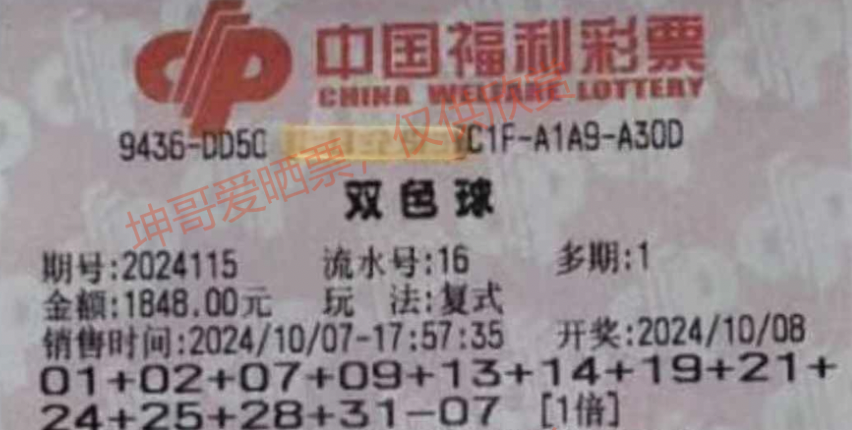 中国福利彩票
CHINA WELFARE LOTTERY
9436-DD50 C1F-A1A9-A30D
坤哥爱晒票,仅供欣赏
双色球
期号:2024115 流水号:16 多期:1
金额:1848.00元 玩 法:复式
销售时间:2024/10/07-17:57:35 开奖:2024/10/08
01+02+07+09+13+14+19+21+
24+25+28+31-07 [1倍]